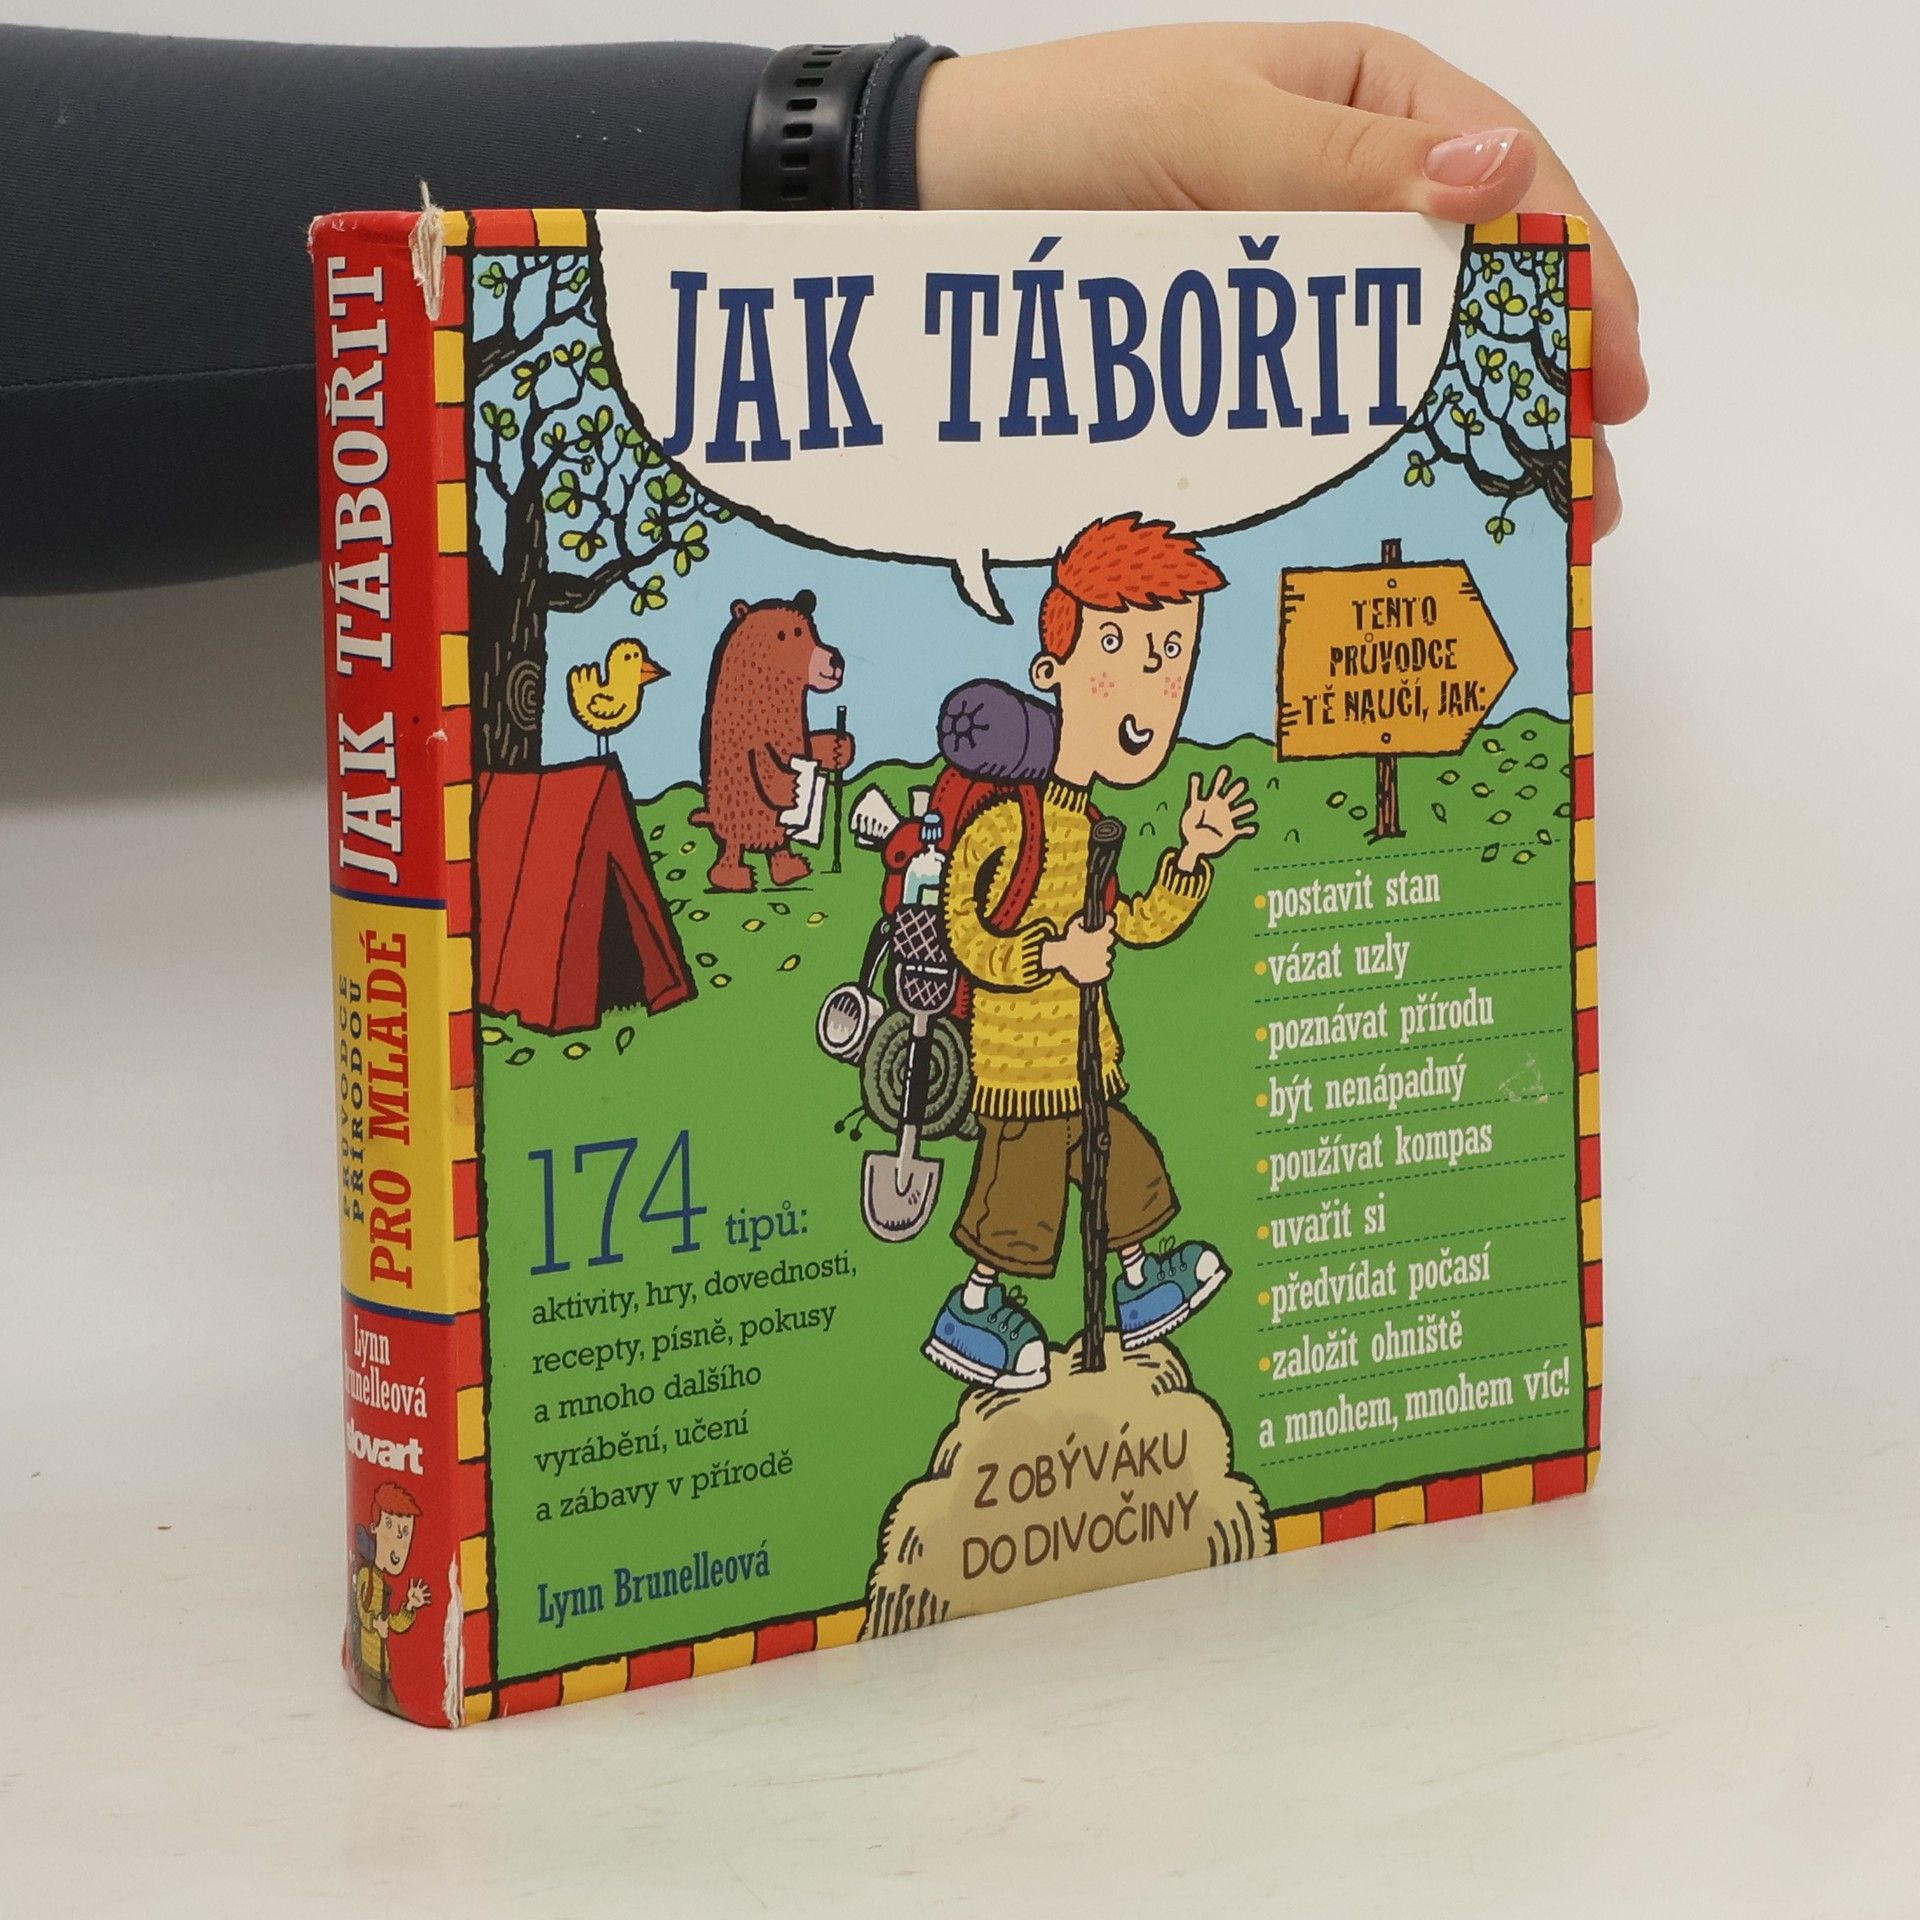 JAK TÁBOŘIT
TENTO
PRŮVODCE
TĚ NAUČÍ, JAK:
•postavit stan
•vázat uzly
•poznávat přírodu
•být nenápadný
•používat kompas
•uvařit si
•předvídat počasí
•založit ohniště
a mnohem, mnohem víc!
174 tipů:
aktivity, hry, dovednosti,
recepty, písně, pokusy
a mnoho dalšího
vyrábění, učení
a zábavy v přírodě
Lynn Brunelleová
Z OBÝVÁKU
DO DIVOČINY
JAK TÁBOŘIT
PRŮVODCE
PŘÍRODOU
PRO MLADÉ
Lynn
Brunelleová
slovart